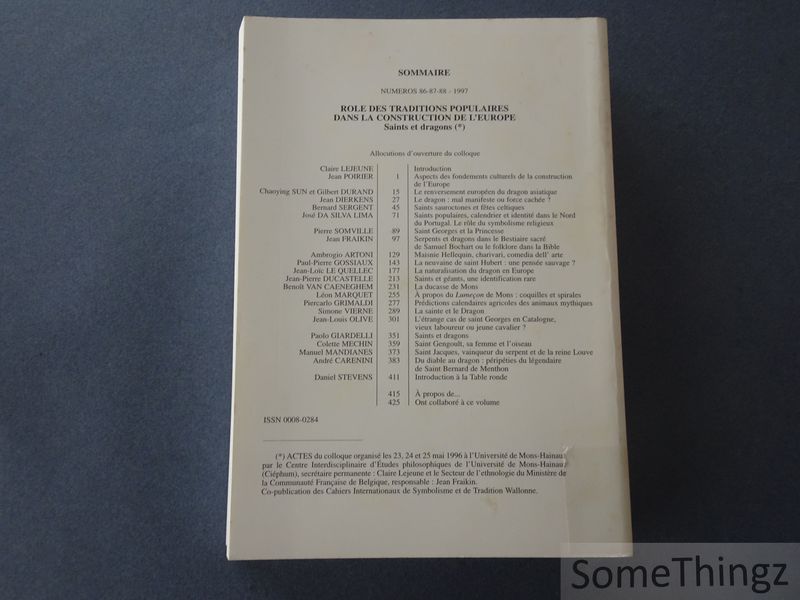 SOMMAIRE
NUMEROS 86-87-88 - 1997
ROLE DES TRADITIONS POPULAIRES
DANS LA CONSTRUCTION DE L'EUROPE
Saints et dragons (*)
Allocutions d'ouverture du colloque
Claire LEJEUNE Introduction
Jean POIRIER 1 Aspects des fondements culturels de la construction
de l'Europe
Chaoying SUN et Gilbert DURAND 15 Le renversement européen du dragon asiatique
Jean DIERKENS 27 Le dragon : mal manifeste ou force cachée ?
Bernard SERGENT 45 Saints sauroctones et fêtes celtiques
José DA SILVA LIMA 71 Saints populaires, calendrier et identité dans le Nord
du Portugal. Le rôle du symbolisme religieux
Pierre SOMVILLE 89 Saint Georges et la Princesse
Jean FRAIKIN 97 Serpents et dragons dans le Bestiaire sacré
de Samuel Bochart ou le folklore dans la Bible
Ambrogio ARTONI 129 Maisnie Hellequin, charivari, comedia dell' arte
Paul-Pierre GOSSIAUX 143 La neuvaine de saint Hubert : une pensée sauvage ?
Jean-Loïc LE QUELLEC 177 La naturalisation du dragon en Europe
Jean-Pierre DUCASTELLE 213 Saints et géants, une identification rare
Benoît VAN CAENEGHEM 231 La ducasse de Mons
Léon MARQUET 255 À propos du Lumeçon de Mons : coquilles et spirales
Piercarlo GRIMALDI 277 Prédictions calendaires agricoles des animaux mythiques
Simone VIERNE 289 La sainte et le Dragon
Jean-Louis OLIVE 301 L'étrange cas de saint Georges en Catalogne,
vieux laboureur ou jeune cavalier ?
Paolo GIARDELLI 351 Saints et dragons
Colette MECHIN 359 Saint Gengoult, sa femme et l'oiseau
Manuel MANDIANES 373 Saint Jacques, vainqueur du serpent et de la reine Louve
André CARENINI 383 Du diable au dragon : péripéties du légendaire
de Saint Bernard de Menthon
Daniel STEVENS 411 Introduction à la Table ronde
415 À propos de...
425 Ont collaboré à ce volume
ISSN 0008-0284
(*) ACTES du colloque organisé les 23, 24 et 25 mai 1996 à l'Université de Mons-Hainaut
par le Centre Interdisciplinaire d'Études philosophiques de l'Université de Mons-Hainaut
(Ciéphum), secrétaire permanente : Claire Lejeune et le Secteur de l'ethnologie du Ministère de
la Communauté Française de Belgique, responsable : Jean Fraikin.
Co-publication des Cahiers Internationaux de Symbolisme et de Tradition Wallonne.
SomeThingz